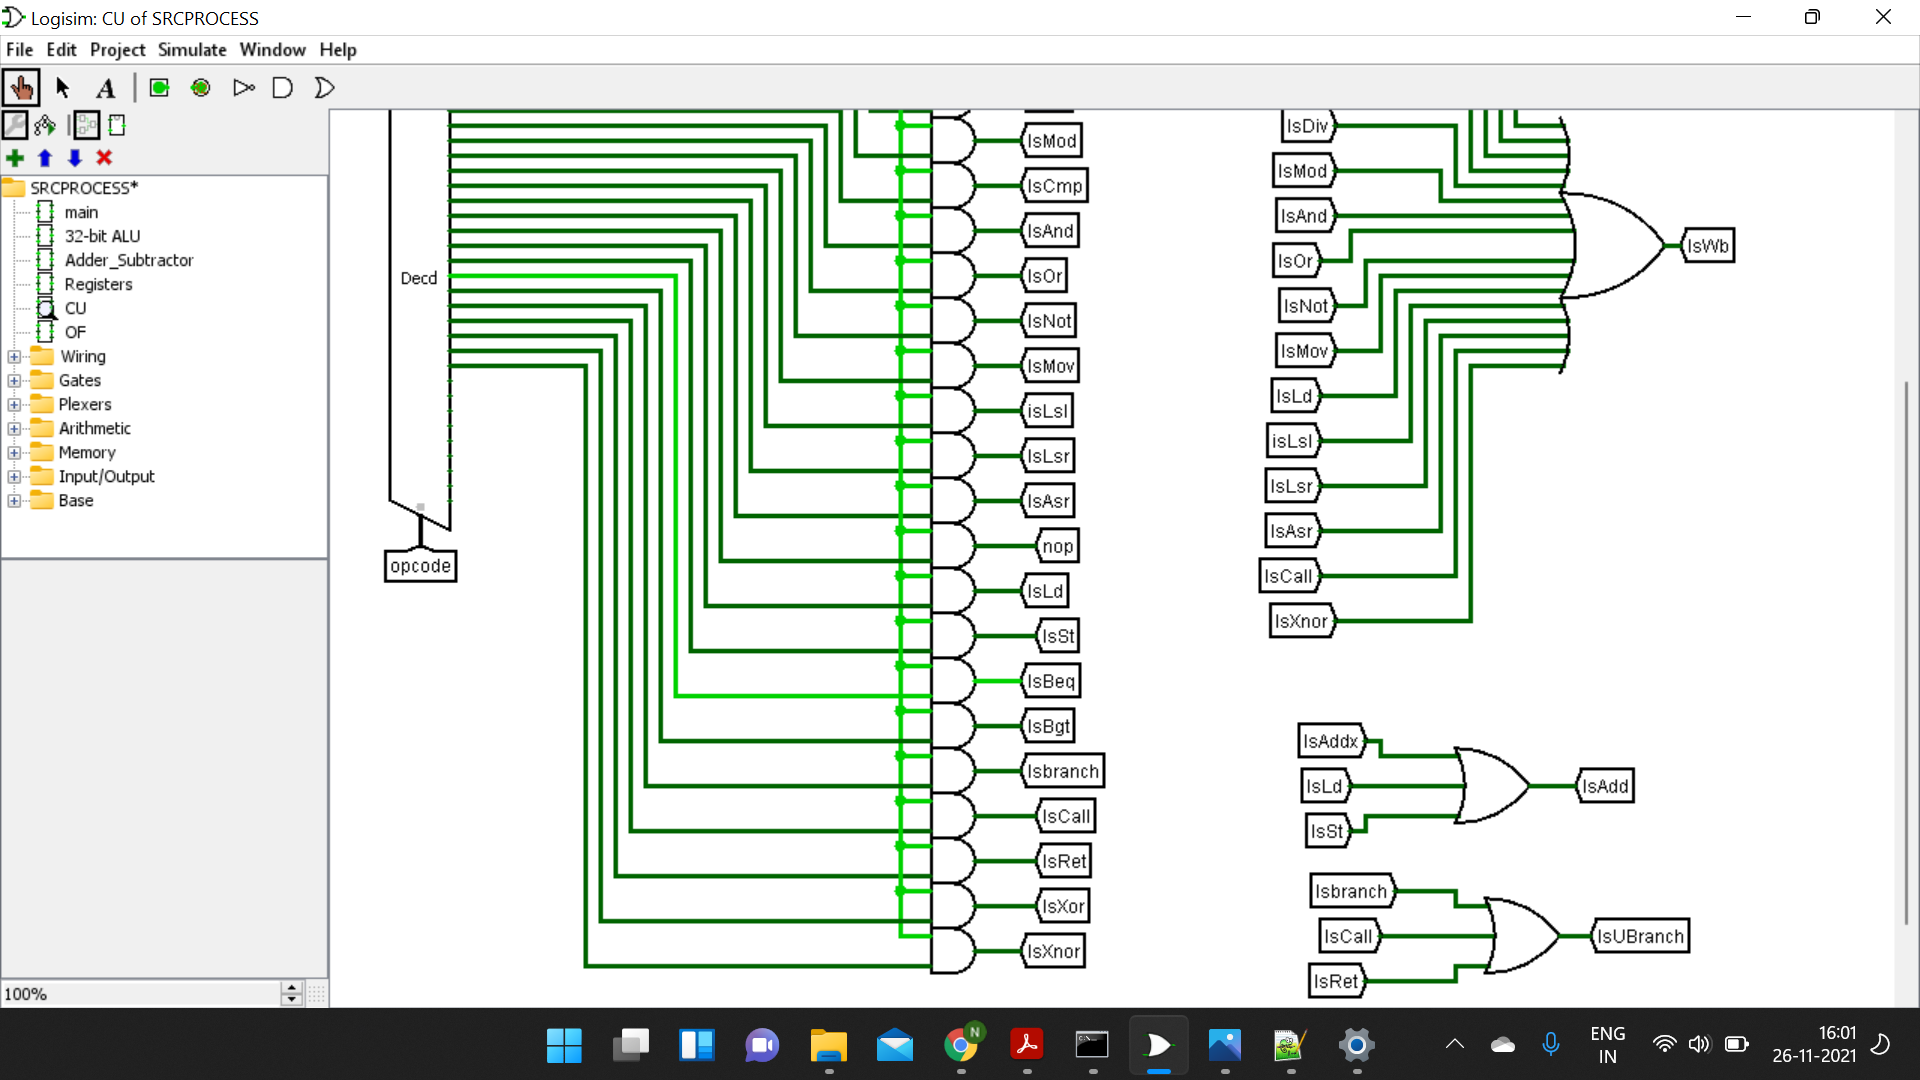 Logisim: CU of SRCPROCESS
File Edit Project Simulate Window Help
A
SRCPROCESS*
main
32-bit ALU
Adder_Subtractor
Registers
CU
OF
Wiring
Gates
Plexers
Arithmetic
Memory
Input/Output
Base
100%
Decd
opcode
IsMod
IsCmp
IsAnd
IsOr
IsNot
IsMov
isLsl
IsLsr
IsAsr
nop
IsLd
IsSt
IsBeq
IsBgt
Isbranch
IsCall
IsRet
IsXor
IsXnor
IsDiv
IsMod
IsAnd
IsOr
IsNot
IsMov
IsLd
isLsl
IsLsr
IsAsr
IsCall
IsXnor
IsWb
IsAddx
IsLd
IsSt
IsAdd
Isbranch
IsCall
IsRet
IsUBranch
N
ENG
IN
16:01
26-11-2021